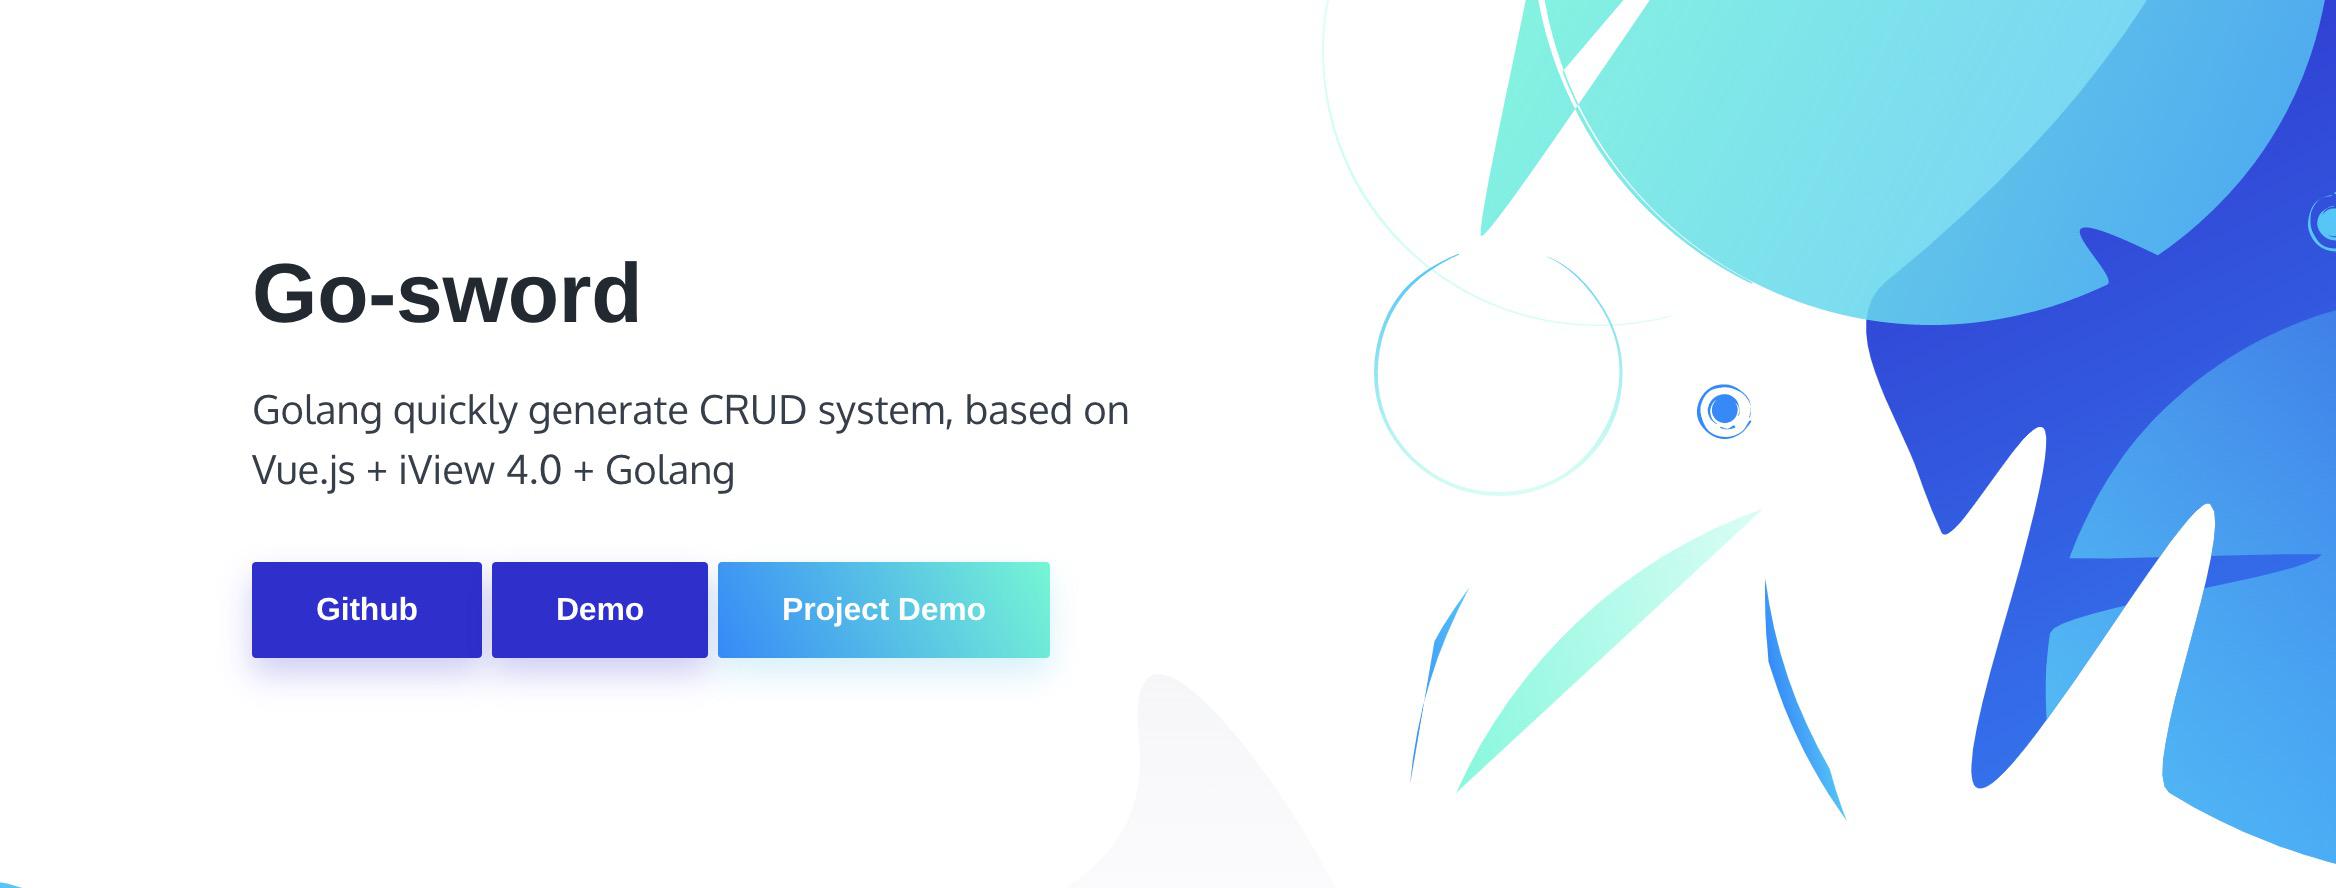 Go-sword
Golang quickly generate CRUD system, based on
Vue.js + iView 4.0 + Golang
Github
Demo
Project Demo